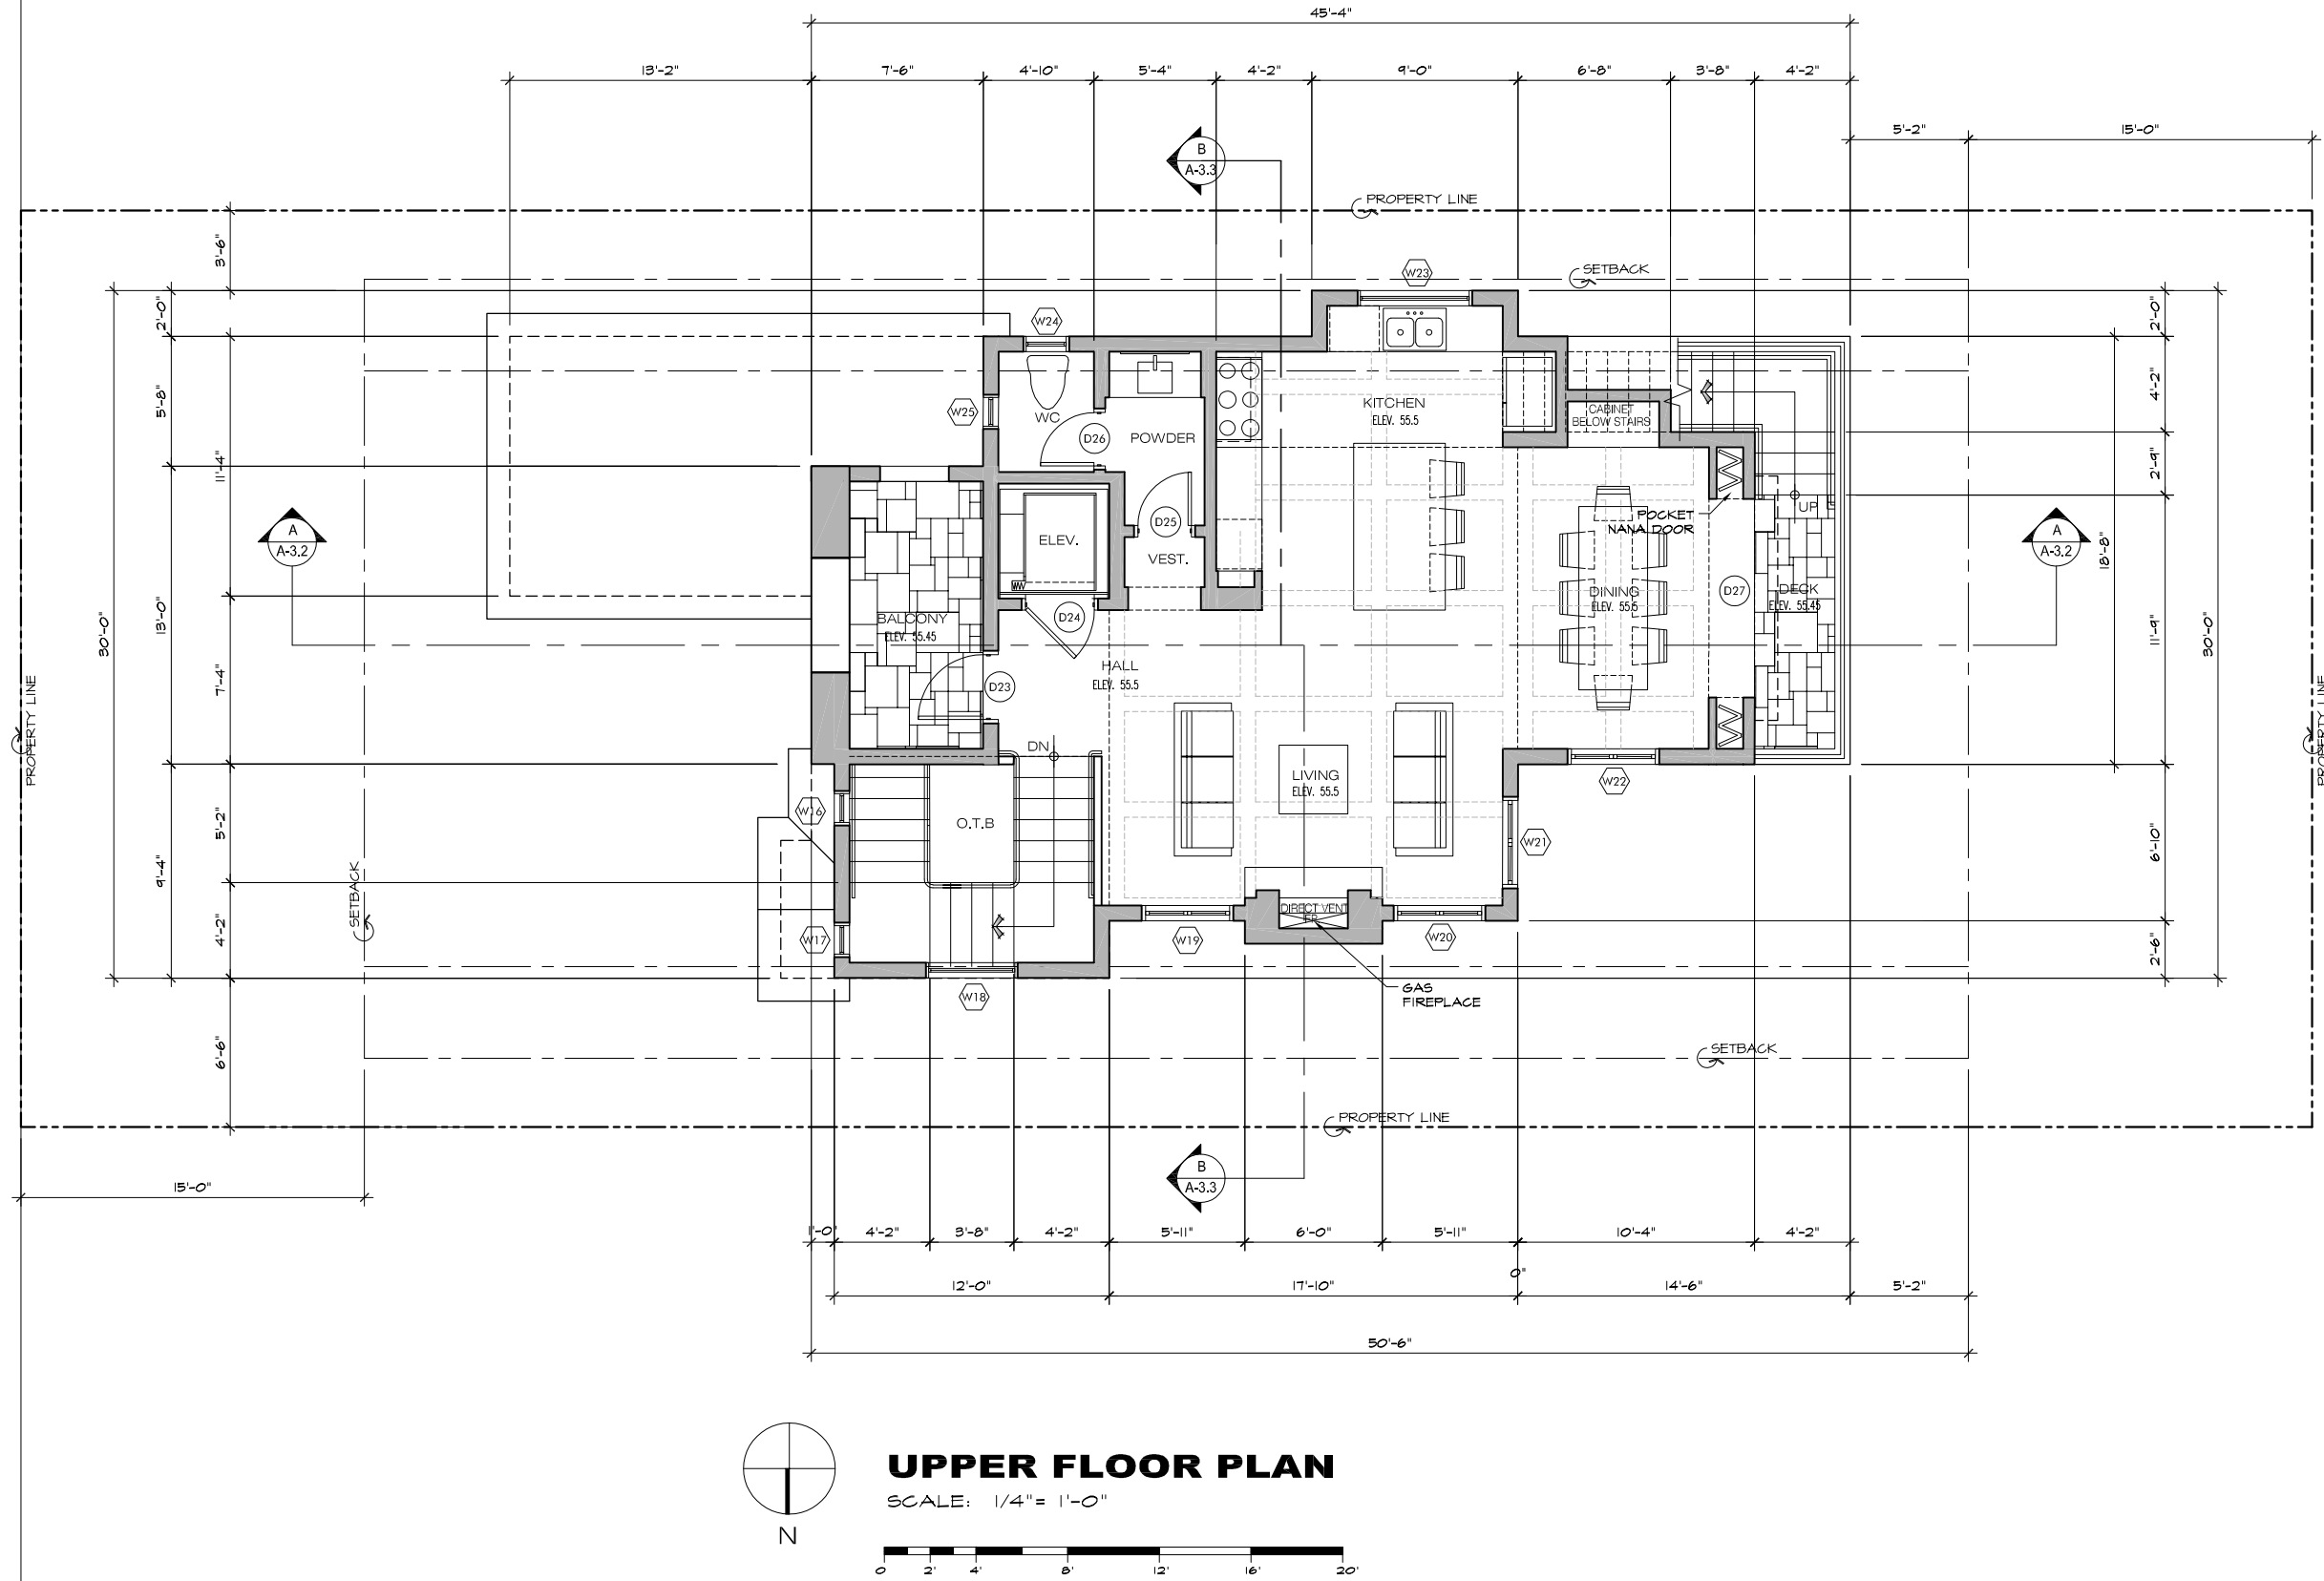 45'-4"
13'-2" 7'-6" 4'-10" 5'-4" 4'-2" 9'-0" 6'-8" 3'-8" 4'-2"
5'-2" 15'-0"
B
A-3.3
PROPERTY LINE
SETBACK
3'-6"
2'-0"
5'-8"
11'-4"
13'-0"
30'-0"
7'-4"
5'-2"
9'-4"
4'-2"
6'-6"
PROPERTY LINE
SETBACK
A
A-3.2
W23
W24
W25
WC
D26
POWDER
KITCHEN
ELEV. 55.5
CABINET
BELOW STAIRS
ELEV.
D25
VEST.
POCKET
NANA DOOR
UP
DINING
ELEV. 55.5
D27
DECK
ELEV. 55.45
BALCONY
ELEV. 55.45
D24
HALL
ELEV. 55.5
D23
DN
LIVING
ELEV. 55.5
O.T.B
W16
W17
W18
W19
W20
W21
W22
DIRECT VENT
F.P.
GAS
FIREPLACE
A
A-3.2
2'-0"
4'-2"
2'-9"
18'-8"
11'-9"
30'-0"
6'-10"
2'-6"
PROPERTY LINE
SETBACK
PROPERTY LINE
B
A-3.3
15'-0"
1'-0" 4'-2" 3'-8" 4'-2" 5'-11" 6'-0" 5'-11" 10'-4" 4'-2"
0"
12'-0" 17'-10" 14'-6" 5'-2"
50'-6"
N
UPPER FLOOR PLAN
SCALE: 1/4"= 1'-0"
0 2' 4' 8' 12' 16' 20'